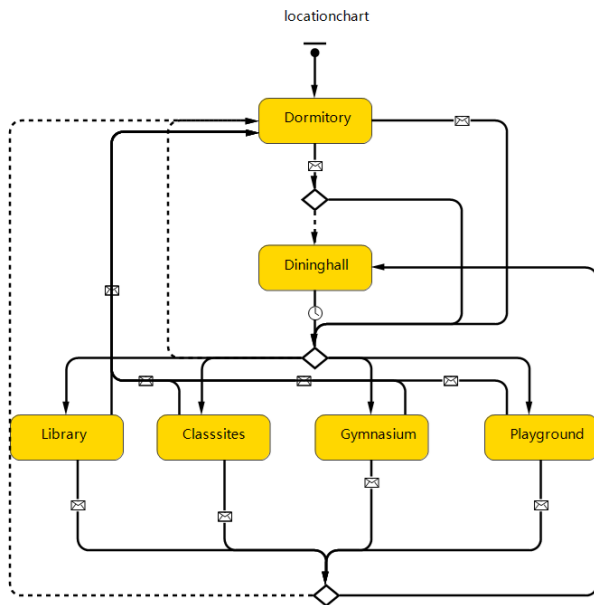 locationchart
Dormitory
Dininghall
Library
Classsites
Gymnasium
Playground